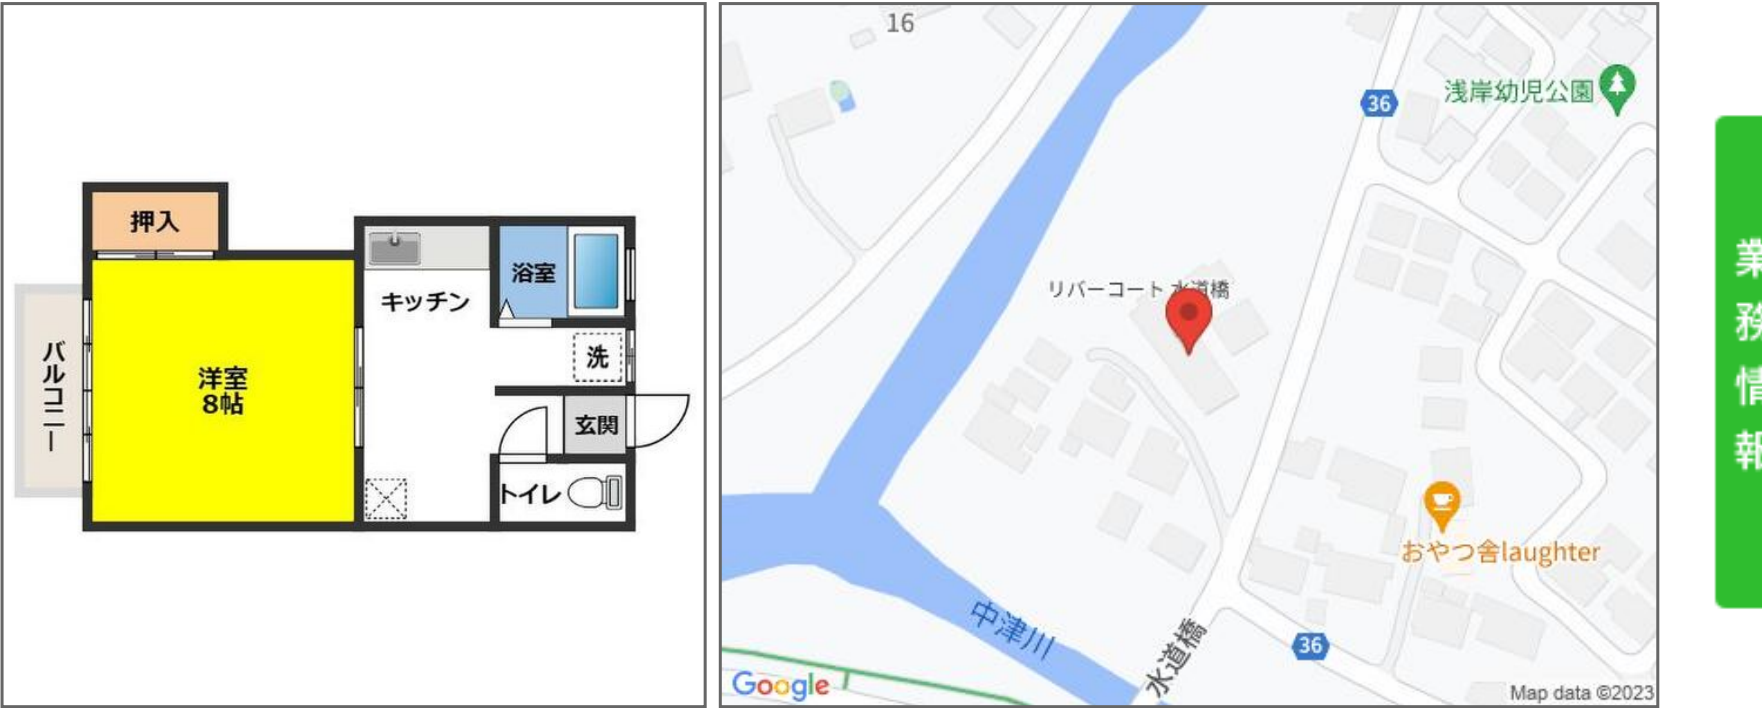 押入
浴室
キッチン
バルコニー
洋室
8帖
洗
玄関
トイレ
16
36
浅岸幼児公園
リバーコート 水道橋
おやつ舎laughter
中津川
水道橋
36
Google
Map data ©2023
業務情報